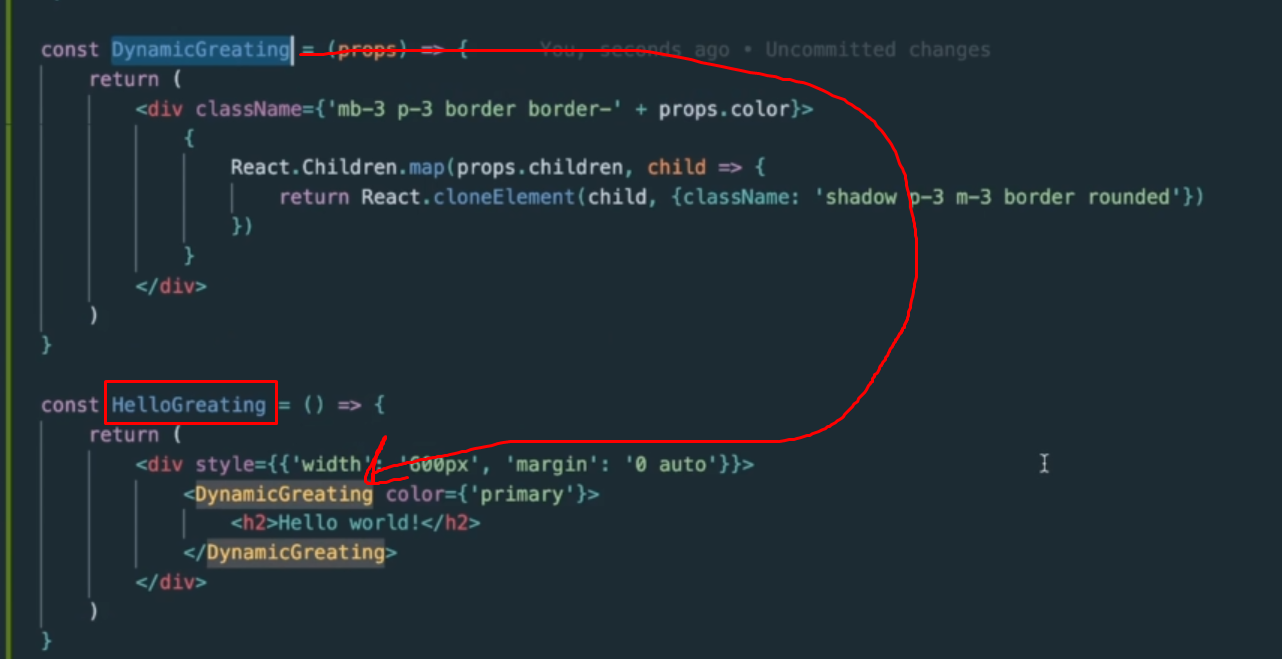 const DynamicGreating = (props) => { You, seconds ago • Uncommitted changes
return (
<div className={'mb-3 p-3 border border-' + props.color}>
{
React.Children.map(props.children, child => {
return React.cloneElement(child, {className: 'shadow p-3 m-3 border rounded'})
})
}
</div>
)
}
const HelloGreating = () => {
return (
<div style={{'width': '600px', 'margin': '0 auto'}}>
<DynamicGreating color={'primary'}>
<h2>Hello world!</h2>
</DynamicGreating>
</div>
)
}